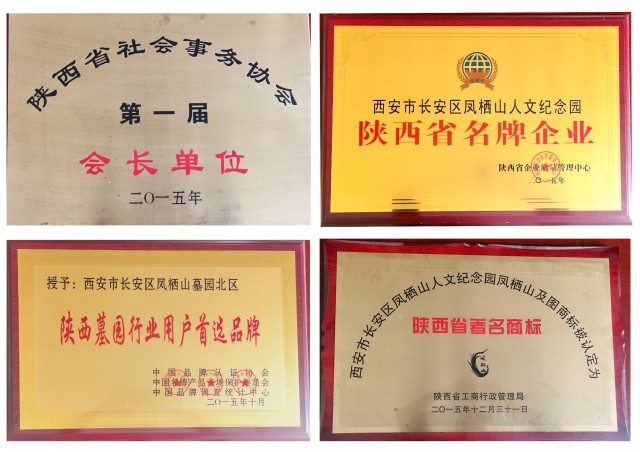 陕西省社会事务协会
第一届
会长单位
二〇一五年
西安市长安区凤栖山人文纪念园
陕西省名牌企业
陕西省企业质量管理中心
二〇一五年
授予：西安市长安区凤栖山墓园北区
陕西墓园行业用户首选品牌
中国品牌认证协会
中国品牌调查统计中心
二〇一五年十月
西安市长安区凤栖山人文纪念园凤栖山及图商标被认定为
陕西省著名商标
陕西省工商行政管理局
二〇一五年十二月三十一日